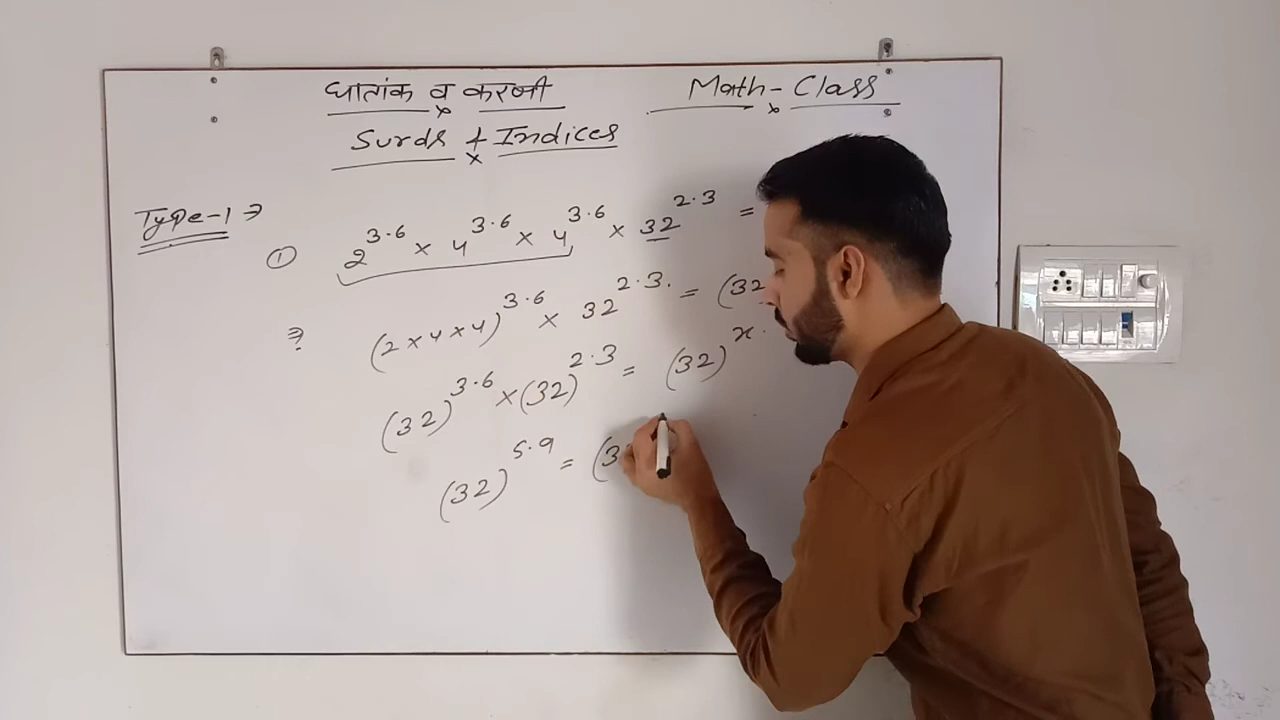 घातांक व करणी
Math-Class
Surds & Indices
Type-1 →
① 2^3.6 × 4^3.6 × 4^3.6 × 32^2.3 =
⇒ (2×4×4)^3.6 × 32^2.3. = (32
(32)^3.6 × (32)^2.3 = (32)^x.
(32)^5.9 = (3